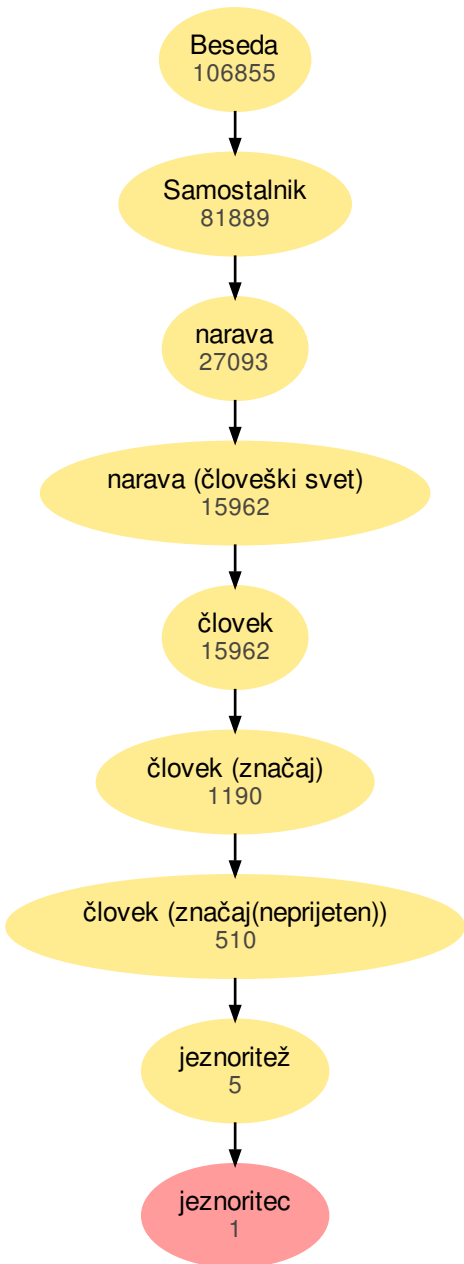 Beseda
106855
Samostalnik
81889
narava
27093
narava (človeški svet)
15962
človek
15962
človek (značaj)
1190
človek (značaj(neprijeten))
510
jeznoritež
5
jeznoritec
1